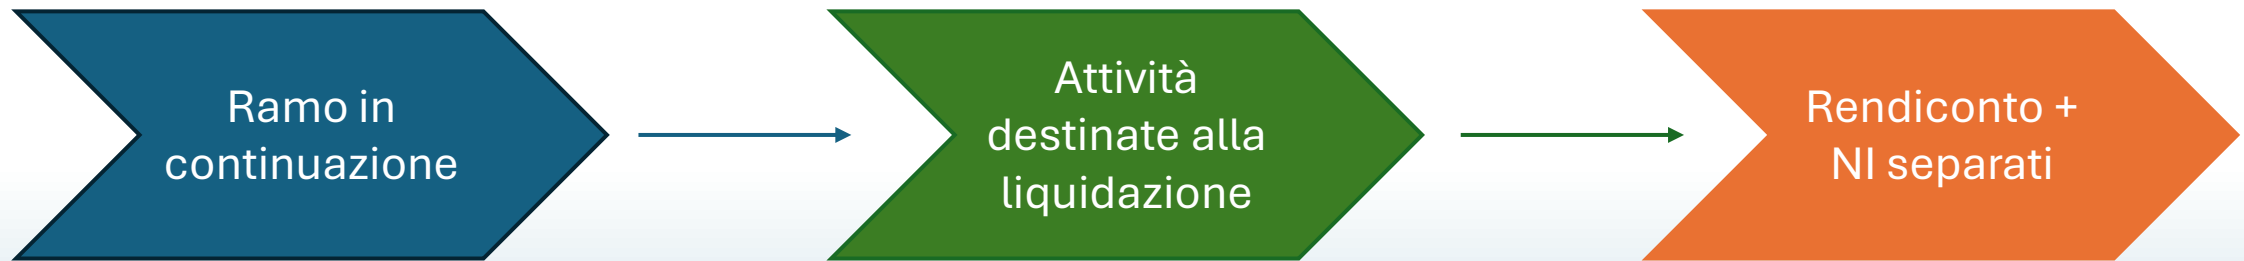 Ramo in
continuazione
Attività
destinate alla
liquidazione
Rendiconto +
NI separati